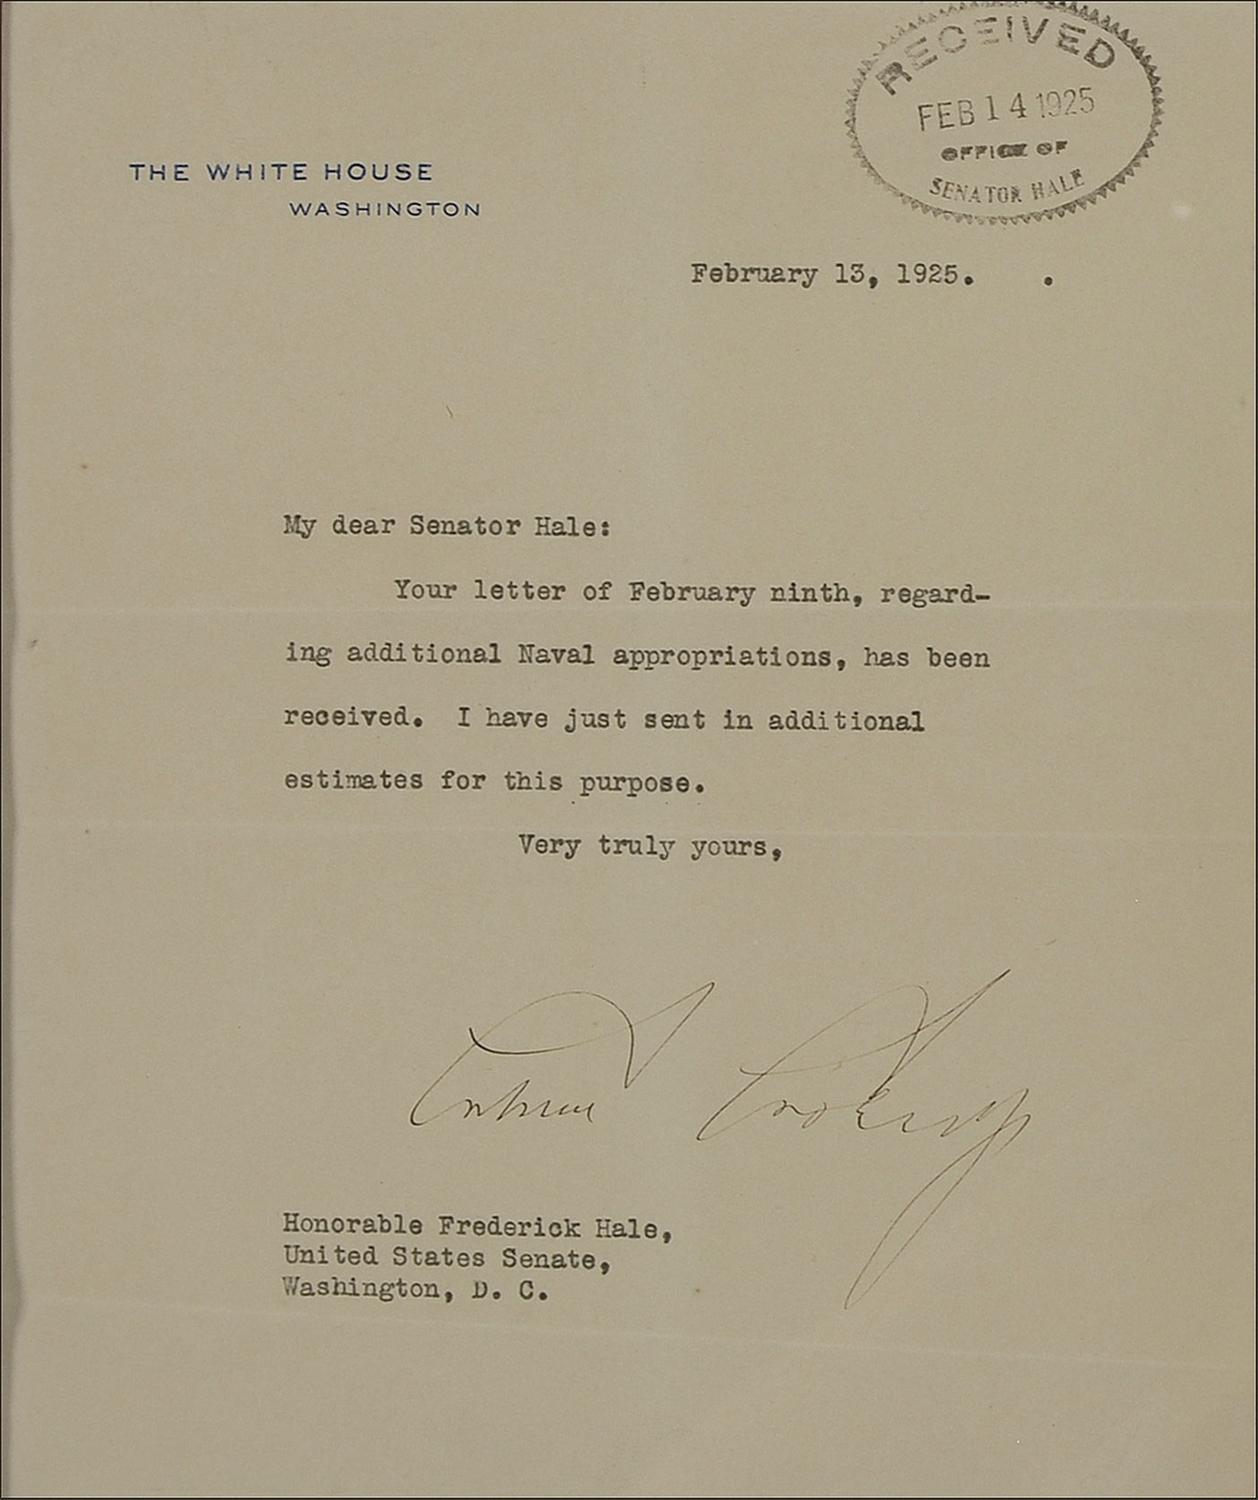 RECEIVED
FEB 14 1925
OFFICE OF
SENATOR HALE
THE WHITE HOUSE
WASHINGTON
February 13, 1925. .
My dear Senator Hale:
Your letter of February ninth, regard-
ing additional Naval appropriations, has been
received. I have just sent in additional
estimates for this purpose.
Very truly yours,
Calvin Coolidge
Honorable Frederick Hale,
United States Senate,
Washington, D. C.